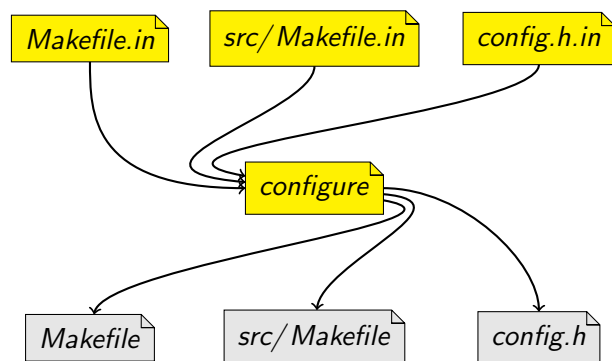 Makefile.in
src/Makefile.in
config.h.in
configure
Makefile
src/Makefile
config.h